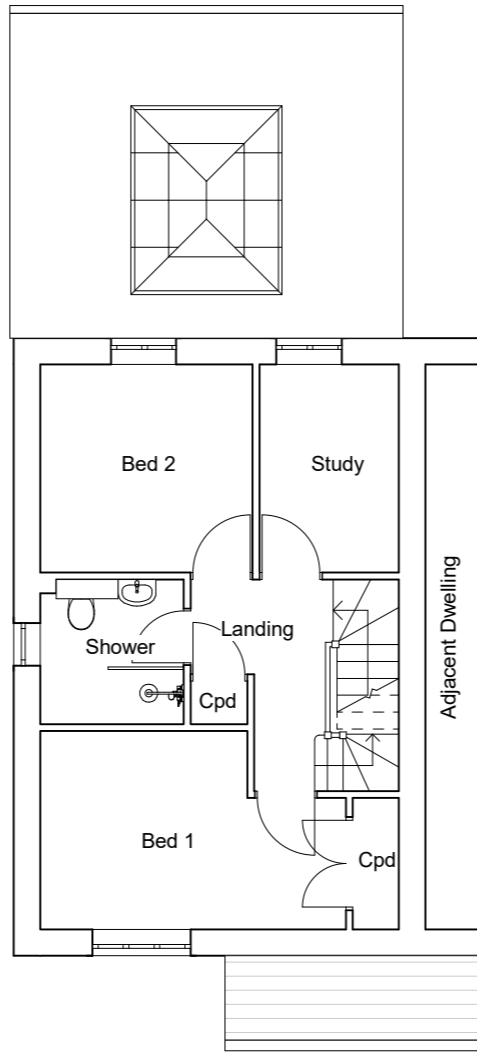 Bed 2
Study
Shower
Landing
Cpd
Bed 1
Cpd
Adjacent Dwelling